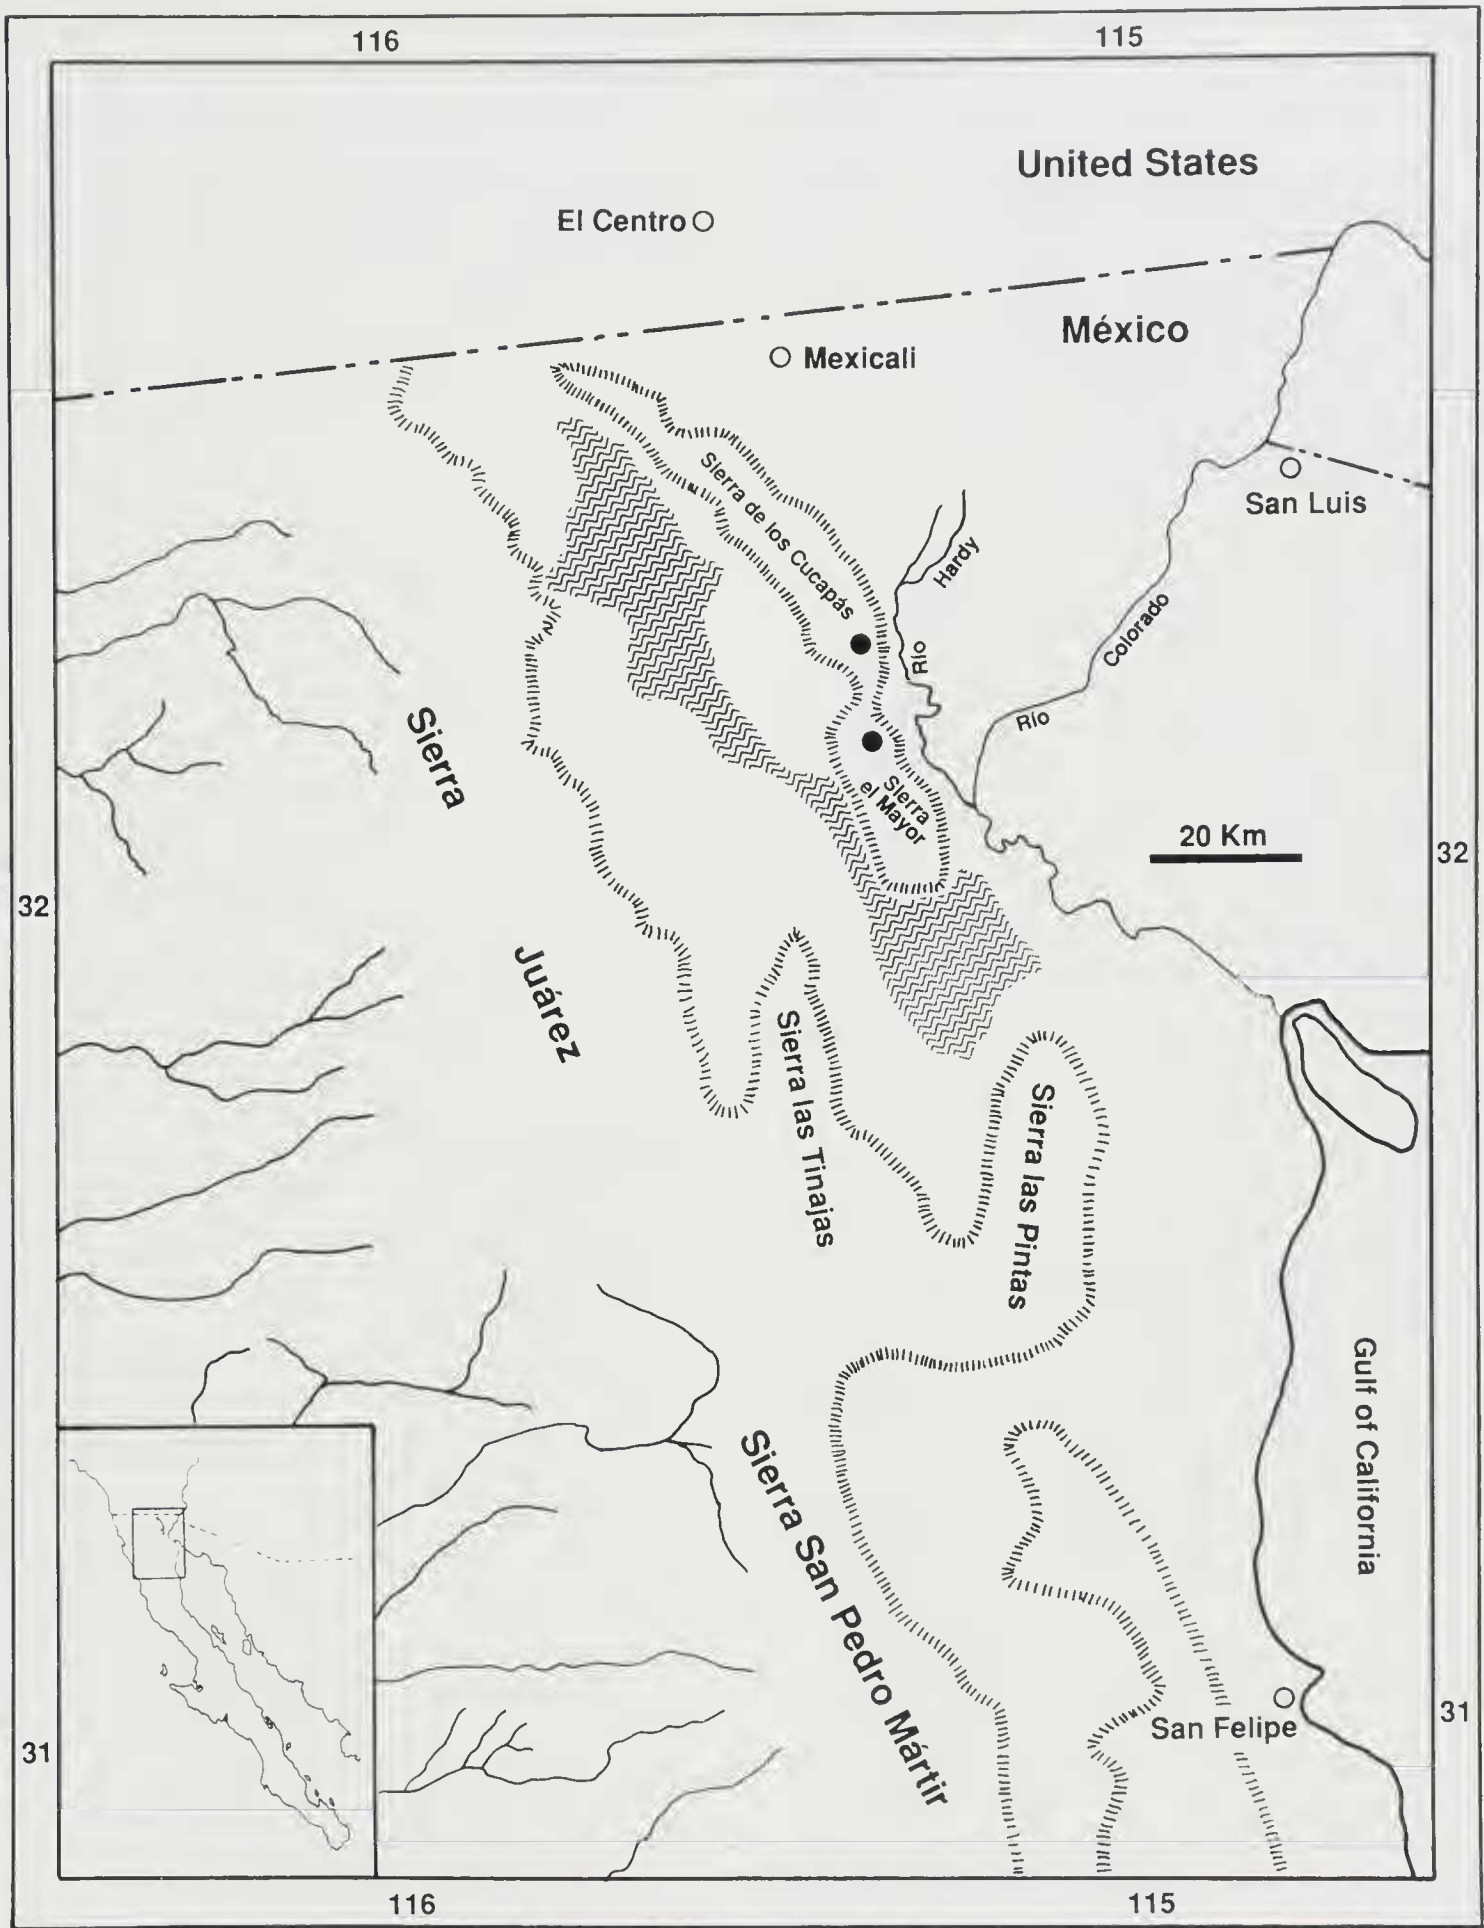 116
115
United States
El Centro
México
Mexicali
San Luis
Sierra de los Cucapás
Hardy
Río
Colorado
Río
Sierra
Sierra
el Mayor
20 Km
32
32
Juárez
Sierra las Tinajas
Sierra las Pintas
Gulf of California
Sierra San Pedro Mártir
San Felipe
31
31
116
115